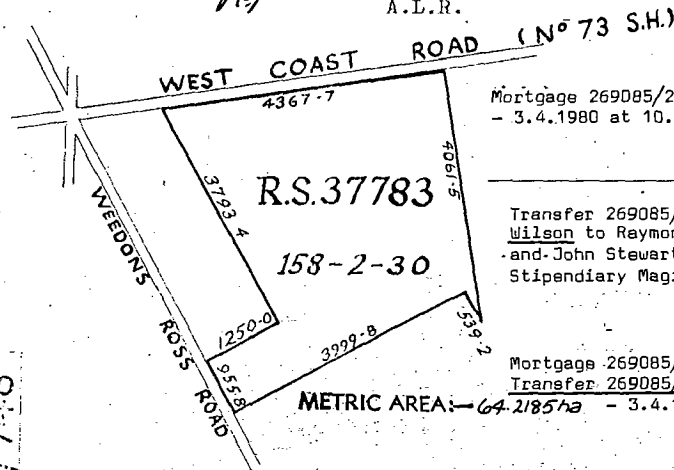 A.L.R.
(Nº 73 S.H.)
WEST COAST ROAD
4367·7
Mortgage 269085/2
- 3.4.1980 at 10.
4061·5
3793·4
R.S.37783
158-2-30
WEEDONS ROSS ROAD
Transfer 269085/
Wilson to Raymon
and John Stewart
Stipendiary Mag
1250·0
3999·8
539·2
955·8
Mortgage 269085/
Transfer 269085/
METRIC AREA:- 64.2185ha - 3.4.